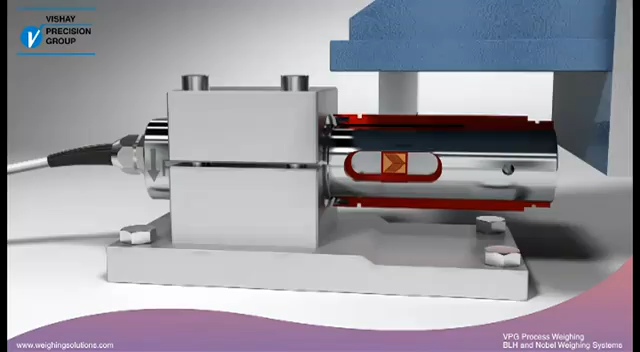 VISHAY
PRECISION
GROUP
www.weighingsolutions.com
VPG Process Weighing
BLH and Nobel Weighing Systems